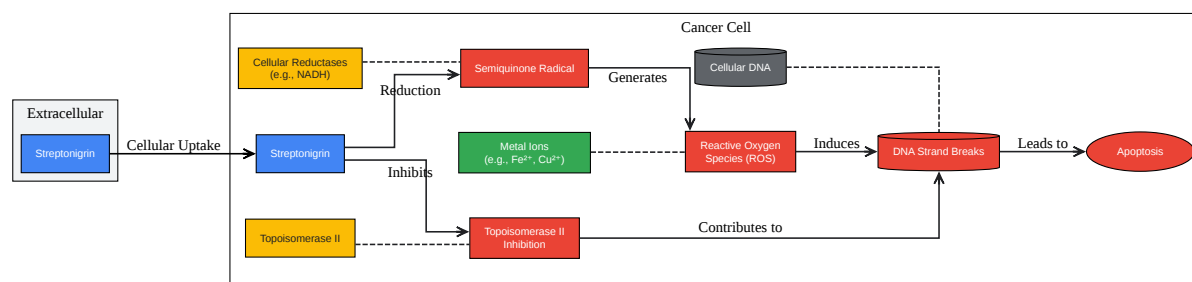 Cancer Cell
Cellular Reductases
(e.g., NADH)
Semiquinone Radical
Cellular DNA
Generates
Reduction
Extracellular
Streptonigrin
Cellular Uptake
Streptonigrin
Metal Ions
(e.g., Fe²⁺, Cu²⁺)
Reactive Oxygen
Species (ROS)
Induces
DNA Strand Breaks
Leads to
Apoptosis
Inhibits
Topoisomerase II
Topoisomerase II
Inhibition
Contributes to